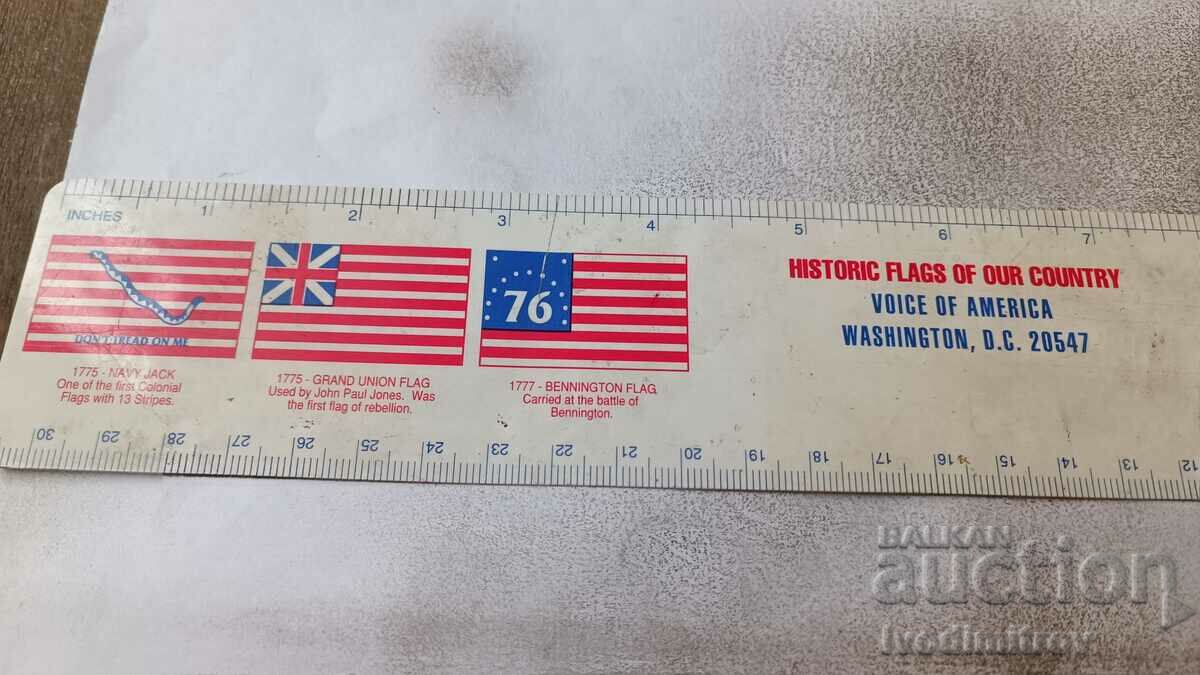 INCHES 1 2 3 4 5 6 7
DON'T TREAD ON ME
1775 - NAVY JACK
One of the first Colonial
Flags with 13 Stripes.
1775 - GRAND UNION FLAG
Used by John Paul Jones. Was
the first flag of rebellion.
76
1777 - BENNINGTON FLAG
Carried at the battle of
Bennington.
HISTORIC FLAGS OF OUR COUNTRY
VOICE OF AMERICA
WASHINGTON, D.C. 20547
30 29 28 27 26 25 24 23 22 21 20 19 18 17 16 15 14 13 12
BALKAN
auction
ivodimitrov